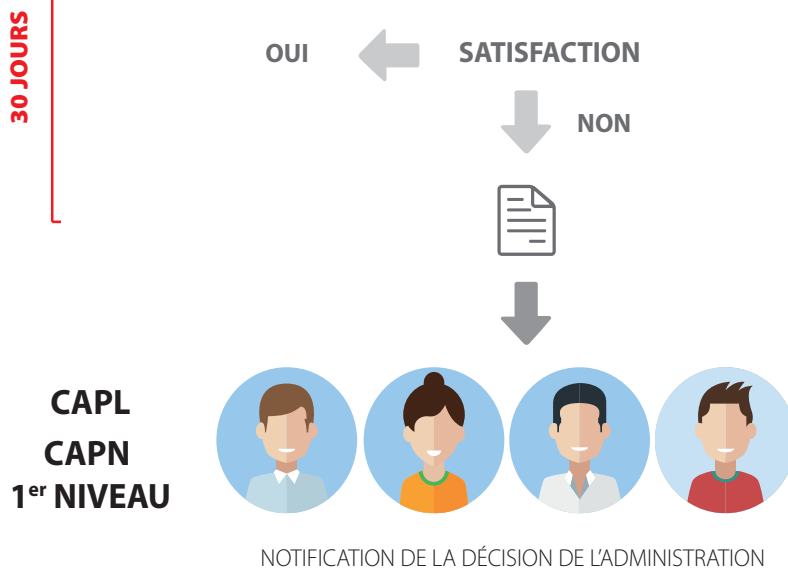 30 JOURS
OUI
SATISFACTION
NON
CAPL
CAPN
1er NIVEAU
NOTIFICATION DE LA DÉCISION DE L'ADMINISTRATION